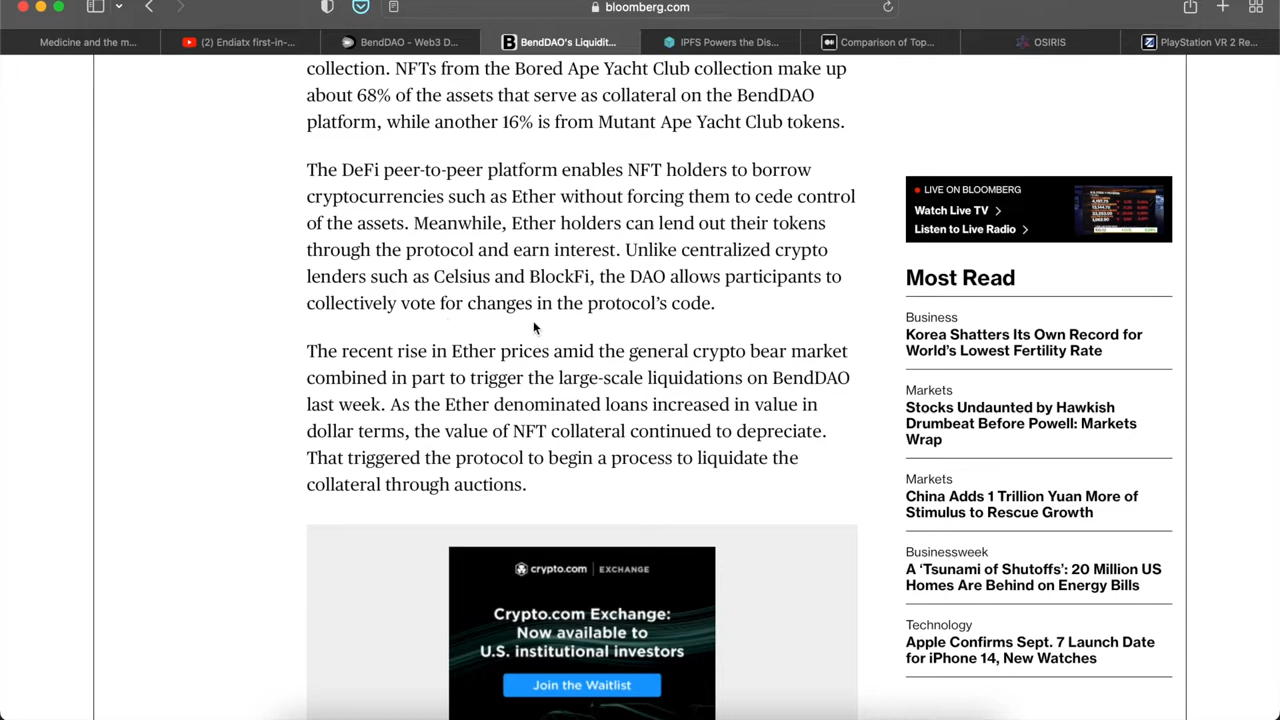 bloomberg.com
Medicine and the m...
(2) Endiatx first-in-...
BendDAO - Web3 D...
BendDAO's Liquidit...
IPFS Powers the Dis...
Comparison of Top...
OSIRIS
PlayStation VR 2 Re...
collection. NFTs from the Bored Ape Yacht Club collection make up
about 68% of the assets that serve as collateral on the BendDAO
platform, while another 16% is from Mutant Ape Yacht Club tokens.
The DeFi peer-to-peer platform enables NFT holders to borrow
cryptocurrencies such as Ether without forcing them to cede control
of the assets. Meanwhile, Ether holders can lend out their tokens
through the protocol and earn interest. Unlike centralized crypto
lenders such as Celsius and BlockFi, the DAO allows participants to
collectively vote for changes in the protocol’s code.
The recent rise in Ether prices amid the general crypto bear market
combined in part to trigger the large-scale liquidations on BendDAO
last week. As the Ether denominated loans increased in value in
dollar terms, the value of NFT collateral continued to depreciate.
That triggered the protocol to begin a process to liquidate the
collateral through auctions.
crypto.com | EXCHANGE
Crypto.com Exchange:
Now available to
U.S. institutional investors
Join the Waitlist
LIVE ON BLOOMBERG
Watch Live TV
Listen to Live Radio
Most Read
Business
Korea Shatters Its Own Record for
World’s Lowest Fertility Rate
Markets
Stocks Undaunted by Hawkish
Drumbeat Before Powell: Markets
Wrap
Markets
China Adds 1 Trillion Yuan More of
Stimulus to Rescue Growth
Businessweek
A ‘Tsunami of Shutoffs’: 20 Million US
Homes Are Behind on Energy Bills
Technology
Apple Confirms Sept. 7 Launch Date
for iPhone 14, New Watches